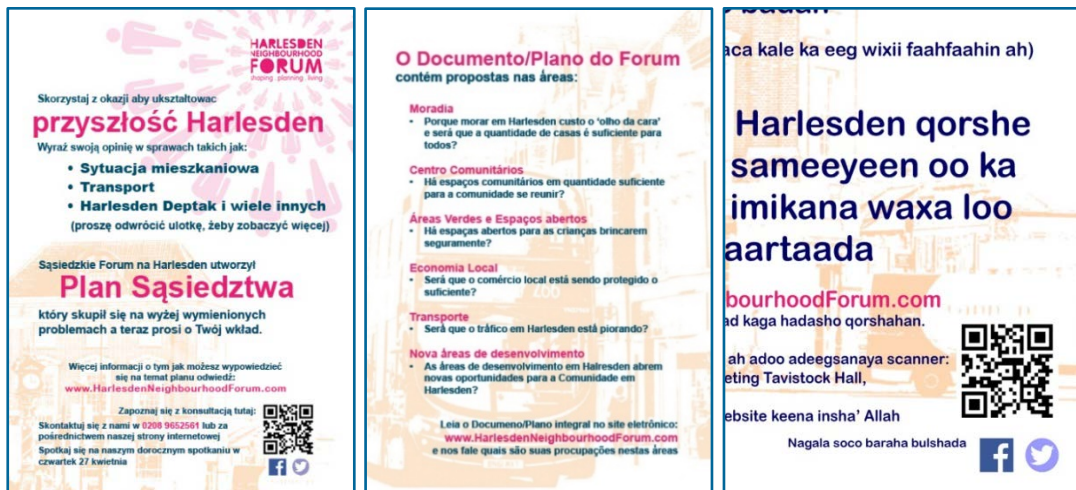 HARLESDEN
NEIGHBOURHOOD
FORUM
shaping . planning . living
Skorzystaj z okazji aby ukształtowac
przyszłość Harlesden
Wyraź swoją opinię w sprawach takich jak:
• Sytuacja mieszkaniowa
• Transport
• Harlesden Deptak i wiele innych
(proszę odwrócić ulotkę, żeby zobaczyć więcej)
Sąsiedzkie Forum na Harlesden utworzył
Plan Sąsiedztwa
który skupił się na wyżej wymienionych
problemach a teraz prosi o Twój wkład.
Więcej informacji o tym jak możesz wypowiedzieć
się na temat planu odwiedź:
www.HarlesdenNeighbourhoodForum.com
Zapoznaj się z konsultacją tutaj:
Skontaktuj się z nami w 0208 9652561 lub za
pośrednictwem naszej strony internetowej
Spotkaj się na naszym dorocznym spotkaniu w
czwartek 27 kwietnia
O Documento/Plano do Forum
contém propostas nas áreas:
Moradia
• Porque morar em Harlesden custo o ‘olho da cara’
e será que a quantidade de casas é suficiente para
todos?
Centro Comunitários
• Há espaços comunitários em quantidade suficiente
para a comunidade se reunir?
Áreas Verdes e Espaços abertos
• Há espaços abertos para as crianças brincarem
seguramente?
Economia Local
• Será que o comércio local está sendo protegido o
suficiente?
Transporte
• Será que o tráfico em Harlesden está piorando?
Nova áreas de desenvolvimento
• As áreas de desenvolvimento em Halresden abrem
novas oportunidades para a Comunidade em
Harlesden?
Leia o Documeno/Plano integral no site eletrônico:
www.HarlesdenNeighbourhoodForum.com
e nos fale quais são suas procupações nestas áreas
aca kale ka eeg wixii faahfaahin ah)
Harlesden qorshe
sameeyeen oo ka
imikana waxa loo
aartaada
bourhoodForum.com
ad kaga hadasho qorshahan.
ah adoo adeegsanaya scanner:
eting Tavistock Hall,
ebsite keena insha’ Allah
Nagala soco baraha bulshada